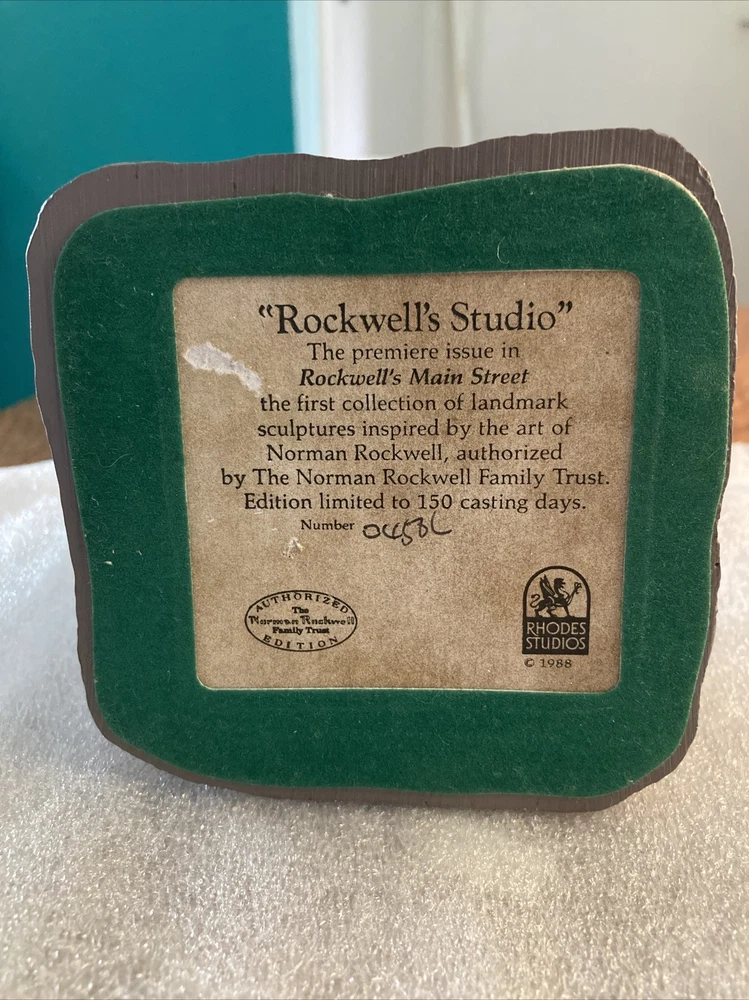 "Rockwell's Studio"
The premiere issue in
Rockwell's Main Street
the first collection of landmark
sculptures inspired by the art of
Norman Rockwell, authorized
by The Norman Rockwell Family Trust.
Edition limited to 150 casting days.
Number
AUTHORIZED
The
Norman Rockwell
Family Trust
EDITION
RHODES
STUDIOS
© 1988